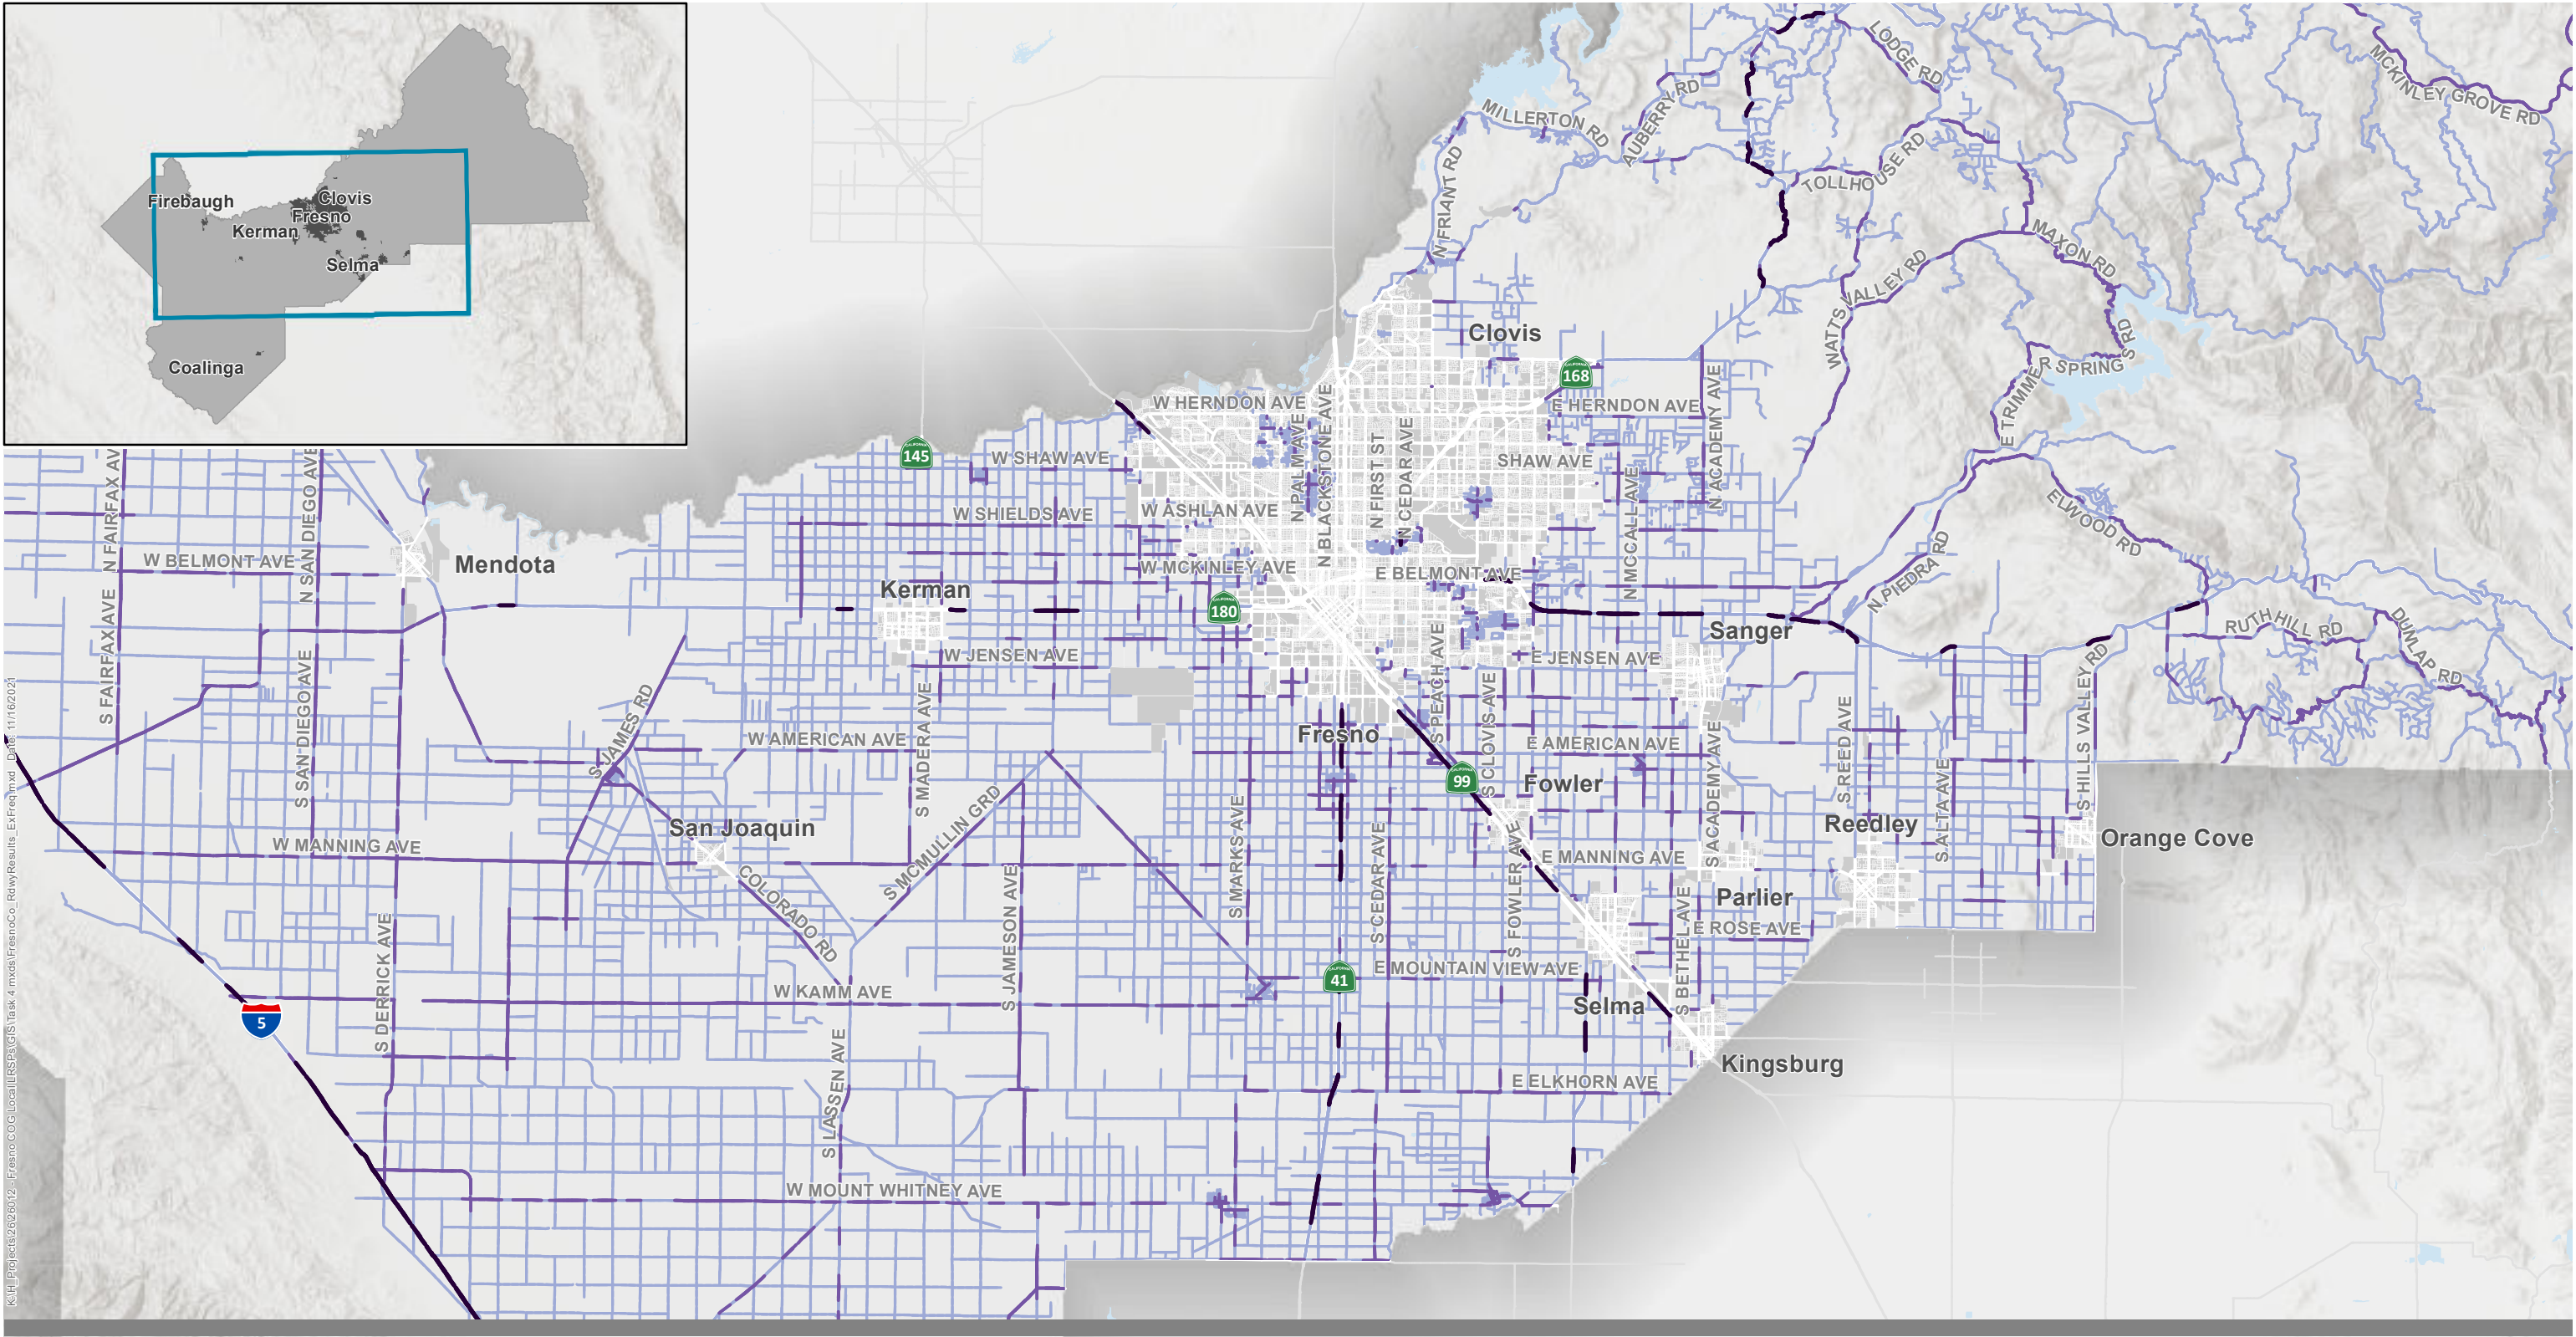 Firebaugh
Clovis
Fresno
Kerman
Selma
Coalinga
LODGE RD
MCKINLEY GROVE RD
MILLERTON RD
AUBERRY RD
N FRIANT RD
TOLLHOUSE RD
MAXON RD
WATTS VALLEY RD
Clovis
CALIFORNIA
168
E TRIMMER SPRINGS RD
W HERNDON AVE
E HERNDON AVE
N PALM AVE
N BLACKSTONE AVE
N FIRST ST
N CEDAR AVE
N ACADEMY AVE
CALIFORNIA
145
W SHAW AVE
SHAW AVE
N FAIRFAX AV
N SAN DIEGO AVE
W SHIELDS AVE
W ASHLAN AVE
N MCCALL AVE
ELWOOD RD
W BELMONT AVE
Mendota
W MCKINLEY AVE
E BELMONT AVE
N PIEDRA RD
Kerman
CALIFORNIA
180
Sanger
RUTH HILL RD
DUNLAP RD
S FAIRFAX AVE
S SAN DIEGO AVE
W JENSEN AVE
E JENSEN AVE
S PEACH AVE
S CLOVIS AVE
S HILLS VALLEY RD
S JAMES RD
S MADERA AVE
W AMERICAN AVE
Fresno
E AMERICAN AVE
S REED AVE
CALIFORNIA
99
Fowler
S ACADEMY AVE
S ALTA AVE
San Joaquin
S MCMULLIN GRD
S MARKS AVE
S CEDAR AVE
S FOWLER AVE
Reedley
Orange Cove
W MANNING AVE
E MANNING AVE
COLORADO RD
S JAMESON AVE
Parlier
S BETHEL AVE
E ROSE AVE
S DERRICK AVE
CALIFORNIA
41
E MOUNTAIN VIEW AVE
W KAMM AVE
Selma
5
Kingsburg
S LASSEN AVE
E ELKHORN AVE
W MOUNT WHITNEY AVE